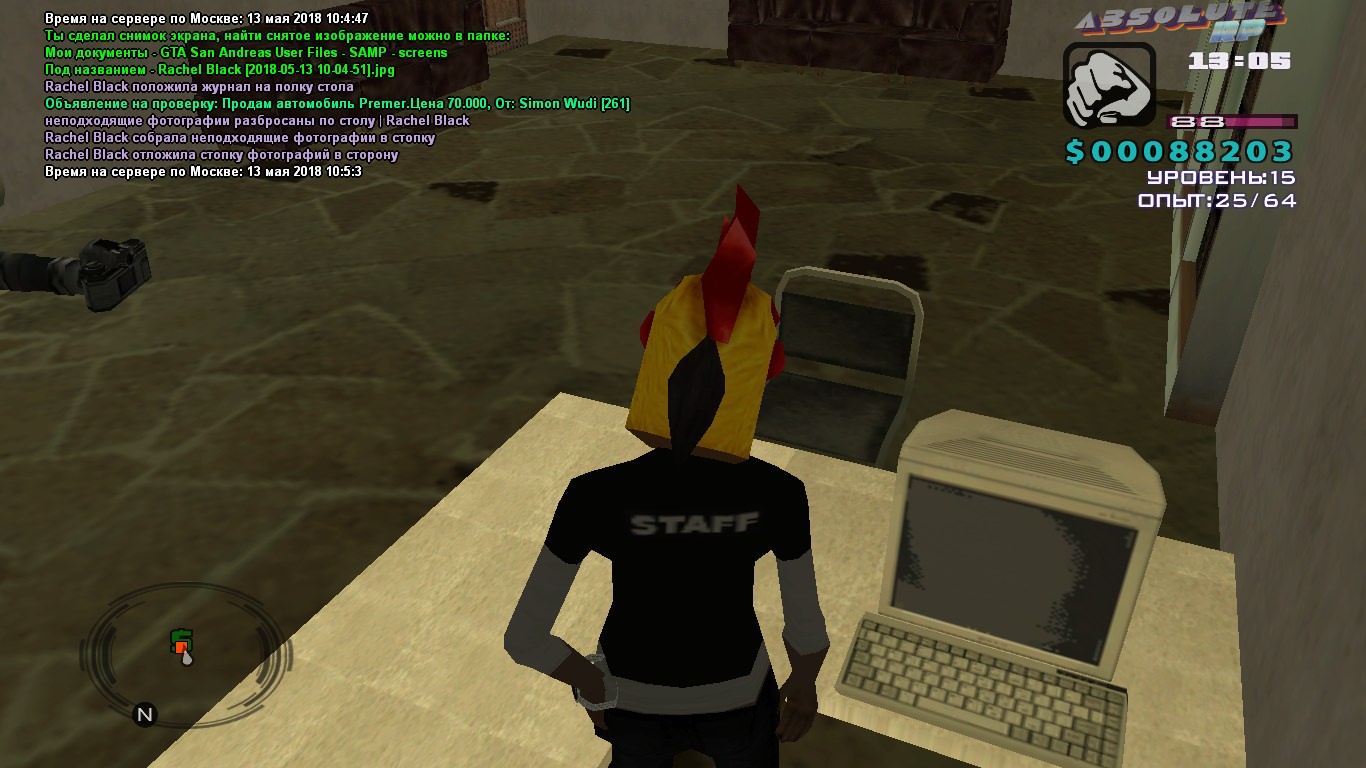 Время на сервере по Москве: 13 мая 2018 10:4:47
Ты сделал снимок экрана, найти снятое изображение можно в папке:
Мои документы - GTA San Andreas User Files - SAMP - screens
Под названием - Rachel Black [2018-05-13 10-04-51].jpg
Rachel Black положила журнал на полку стола
Объявление на проверку: Продам автомобиль Premer.Цена 70.000, От: Simon Wudi [261]
неподходящие фотографии разбросаны по столу | Rachel Black
Rachel Black собрала неподходящие фотографии в стопку
Rachel Black отложила стопку фотографий в сторону
Время на сервере по Москве: 13 мая 2018 10:5:3
ABSOLUTE
RP
13:05
88
$00088203
УРОВЕНЬ:15
ОПЫТ:25/64
STAFF
N